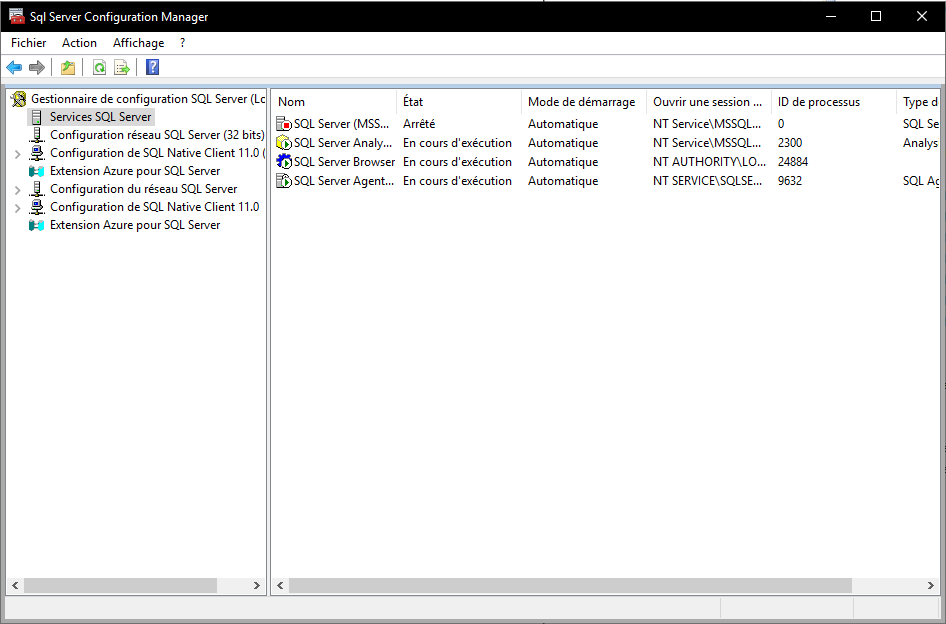 Sql Server Configuration Manager
Fichier Action Affichage ?
Gestionnaire de configuration SQL Server (Lc
Services SQL Server
Configuration réseau SQL Server (32 bits)
Configuration de SQL Native Client 11.0 (
Extension Azure pour SQL Server
Configuration du réseau SQL Server
Configuration de SQL Native Client 11.0
Extension Azure pour SQL Server
Nom État Mode de démarrage Ouvrir une session ... ID de processus Type d
SQL Server (MSS... Arrêté Automatique NT Service\MSSQL... 0 SQL Se
SQL Server Analy... En cours d'exécution Automatique NT Service\MSSQL... 2300 Analys
SQL Server Browser En cours d'exécution Automatique NT AUTHORITY\LO... 24884
SQL Server Agent... En cours d'exécution Automatique NT SERVICE\SQLSE... 9632 SQL Ag